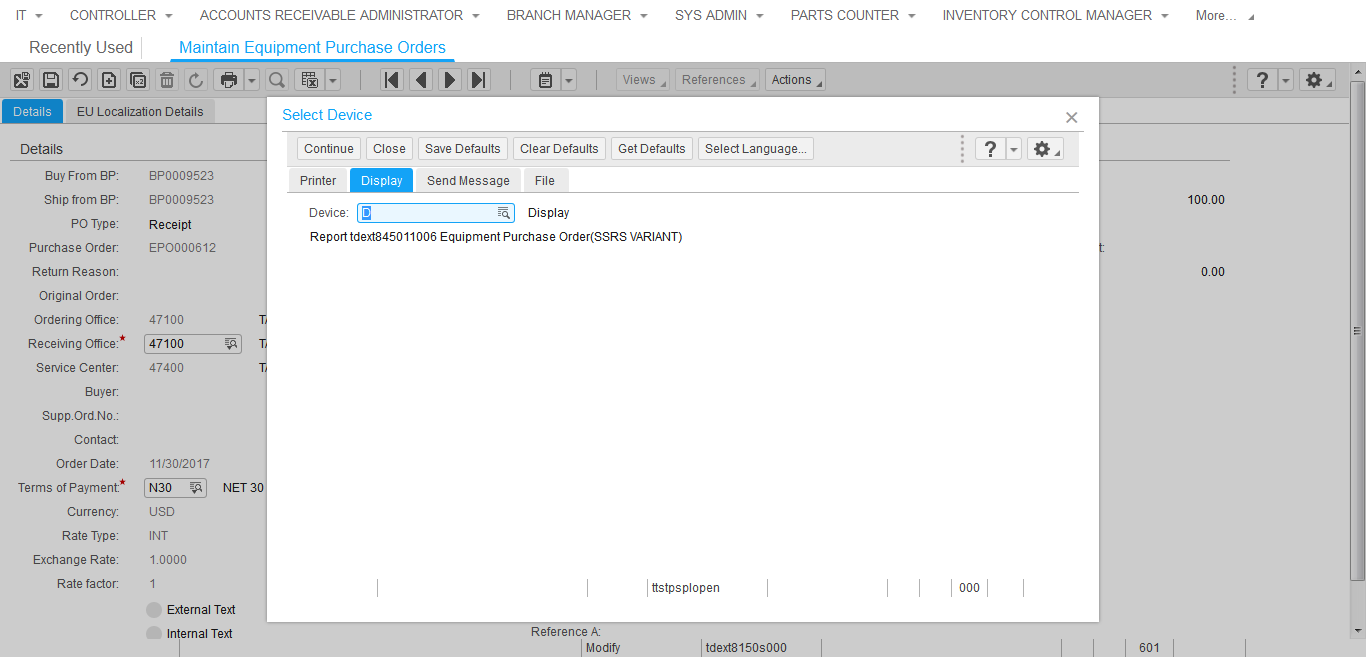 IT CONTROLLER ACCOUNTS RECEIVABLE ADMINISTRATOR BRANCH MANAGER SYS ADMIN PARTS COUNTER INVENTORY CONTROL MANAGER More...
Recently Used Maintain Equipment Purchase Orders
Views References Actions ?
Details EU Localization Details
Select Device
Continue Close Save Defaults Clear Defaults Get Defaults Select Language... ?
Printer Display Send Message File
Device: D Display
Report tdext845011006 Equipment Purchase Order(SSRS VARIANT)
ttstpsplopen 000
Details
Buy From BP: BP0009523
Ship from BP: BP0009523 100.00
PO Type: Receipt
Purchase Order: EPO000612 t:
Return Reason: 0.00
Original Order:
Ordering Office: 47100 T
Receiving Office:* 47100 T
Service Center: 47400 T
Buyer:
Supp.Ord.No.:
Contact:
Order Date: 11/30/2017
Terms of Payment:* N30 NET 30
Currency: USD
Rate Type: INT
Exchange Rate: 1.0000
Rate factor: 1
External Text
Internal Text Reference A:
Modify tdext8150s000 601